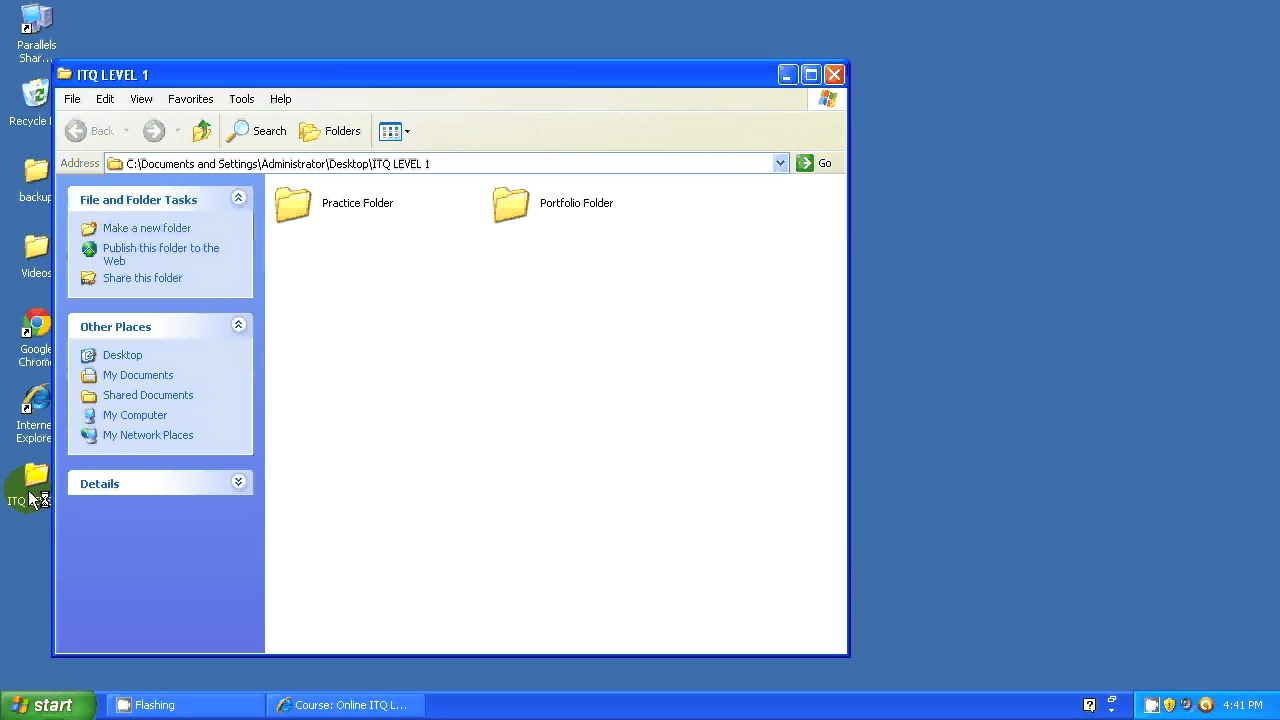 Parallels
Shar...
ITQ LEVEL 1
File Edit View Favorites Tools Help
Recycle
Back Search Folders
Address C:\Documents and Settings\Administrator\Desktop\ITQ LEVEL 1 Go
backup
File and Folder Tasks
Practice Folder Portfolio Folder
Make a new folder
Publish this folder to the
Web
Share this folder
Videos
Other Places
Google
Chrom
Desktop
My Documents
Shared Documents
My Computer
My Network Places
Interne
Explore
Details
ITQ
start Flashing Course: Online ITQ L... 4:41 PM